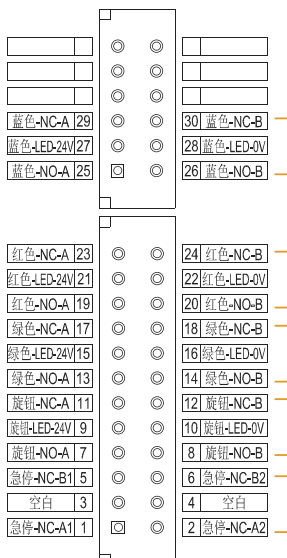 蓝色-NC-A 29 30 蓝色-NC-B
蓝色-LED-24V 27 28 蓝色-LED-0V
蓝色-NO-A 25 26 蓝色-NO-B
红色-NC-A 23 24 红色-NC-B
红色-LED-24V 21 22 红色-LED-0V
红色-NO-A 19 20 红色-NO-B
绿色-NC-A 17 18 绿色-NC-B
绿色-LED-24V 15 16 绿色-LED-0V
绿色-NO-A 13 14 绿色-NO-B
旋钮-NC-A 11 12 旋钮-NC-B
旋钮-LED-24V 9 10 旋钮-LED-0V
旋钮-NO-A 7 8 旋钮-NO-B
急停-NC-B1 5 6 急停-NC-B2
空白 3 4 空白
急停-NC-A1 1 2 急停-NC-A2